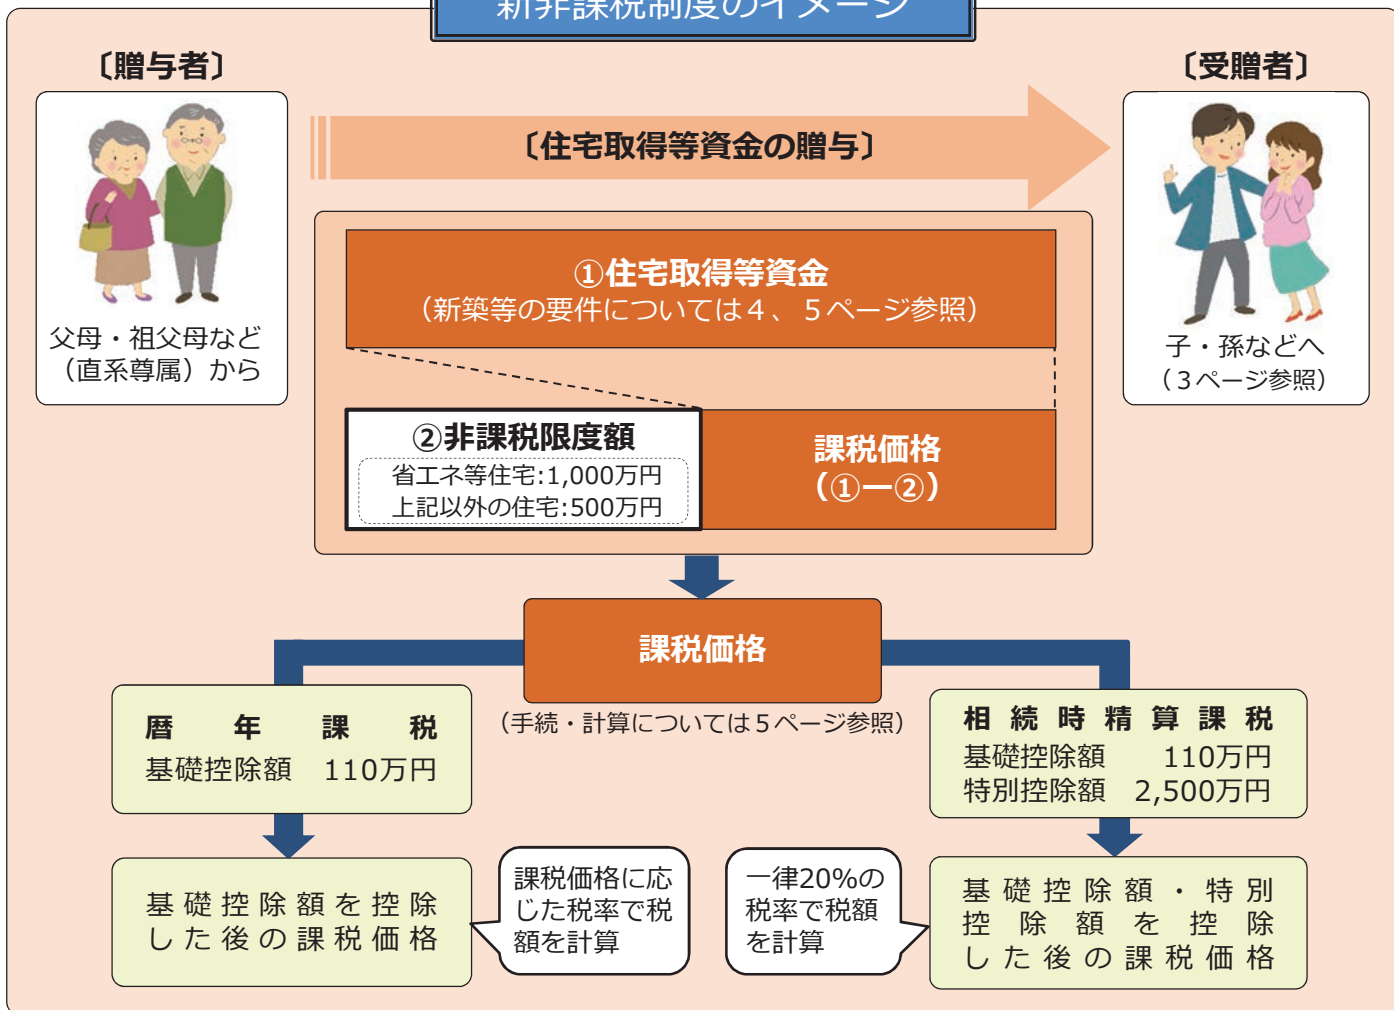 新非課税制度のイメージ
〔贈与者〕
〔受贈者〕
〔住宅取得等資金の贈与〕
父母・祖父母など
（直系尊属）から
子・孫などへ
（３ページ参照）
①住宅取得等資金
（新築等の要件については４、５ページ参照）
②非課税限度額
省エネ等住宅:1,000万円
上記以外の住宅:500万円
課税価格
（①ー②）
課税価格
（手続・計算については５ページ参照）
暦年課税
基礎控除額　110万円
相続時精算課税
基礎控除額　110万円
特別控除額　2,500万円
基礎控除額を控除
した後の課税価格
課税価格に応
じた税率で税
額を計算
一律20%の
税率で税額
を計算
基礎控除額・特別
控除額を控除
した後の課税価格